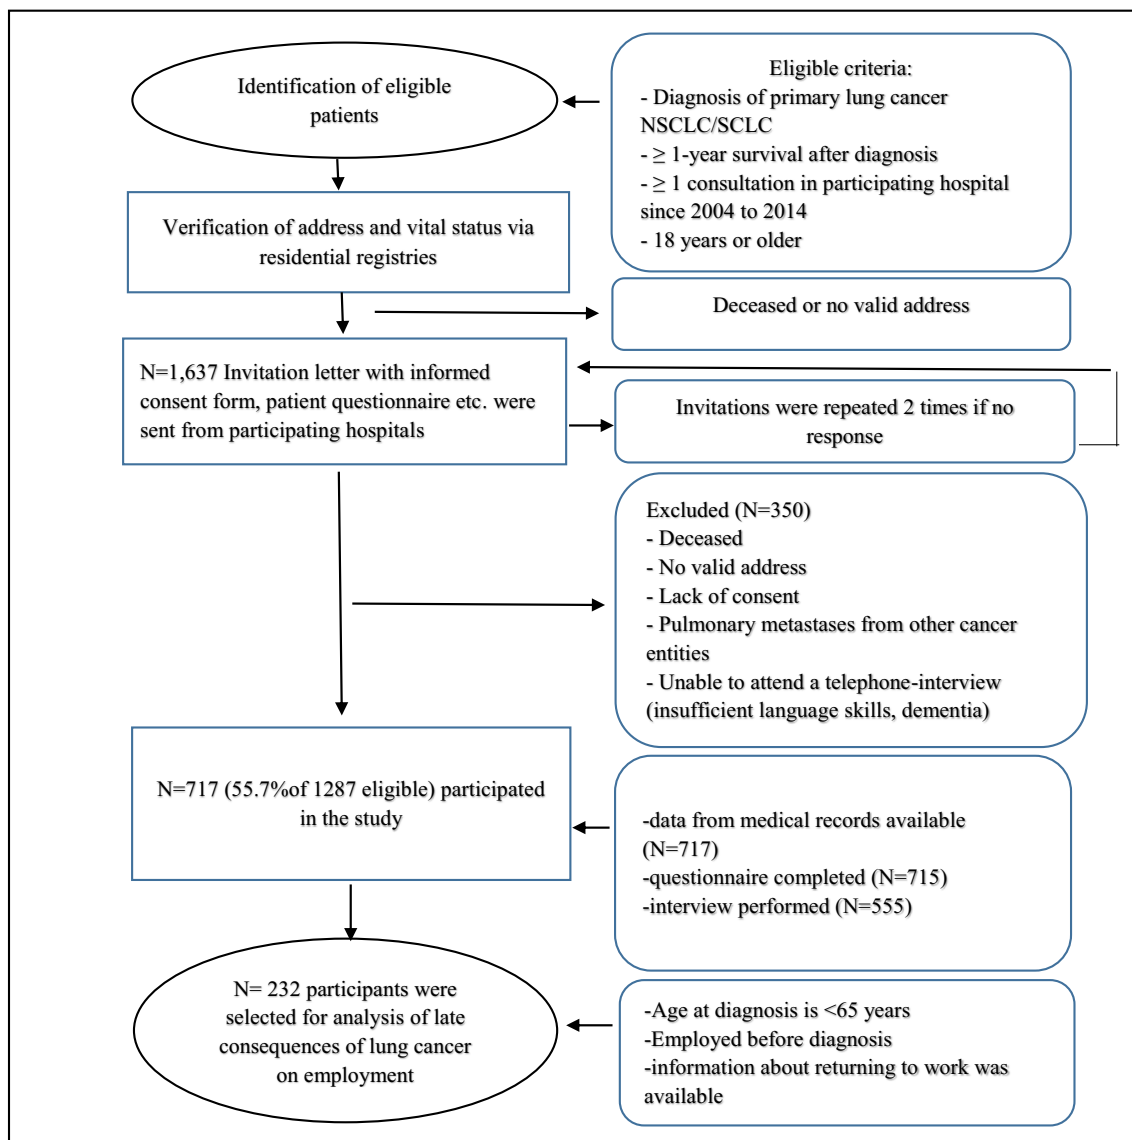 Identification of eligible
patients
Eligible criteria:
- Diagnosis of primary lung cancer
NSCLC/SCLC
- ≥ 1-year survival after diagnosis
- ≥ 1 consultation in participating hospital
since 2004 to 2014
- 18 years or older
Verification of address and vital status via
residential registries
Deceased or no valid address
N=1,637 Invitation letter with informed
consent form, patient questionnaire etc. were
sent from participating hospitals
Invitations were repeated 2 times if no
response
Excluded (N=350)
- Deceased
- No valid address
- Lack of consent
- Pulmonary metastases from other cancer
entities
- Unable to attend a telephone-interview
(insufficient language skills, dementia)
N=717 (55.7%of 1287 eligible) participated
in the study
-data from medical records available
(N=717)
-questionnaire completed (N=715)
-interview performed (N=555)
N= 232 participants were
selected for analysis of late
consequences of lung cancer
on employment
-Age at diagnosis is <65 years
-Employed before diagnosis
-information about returning to work was
available